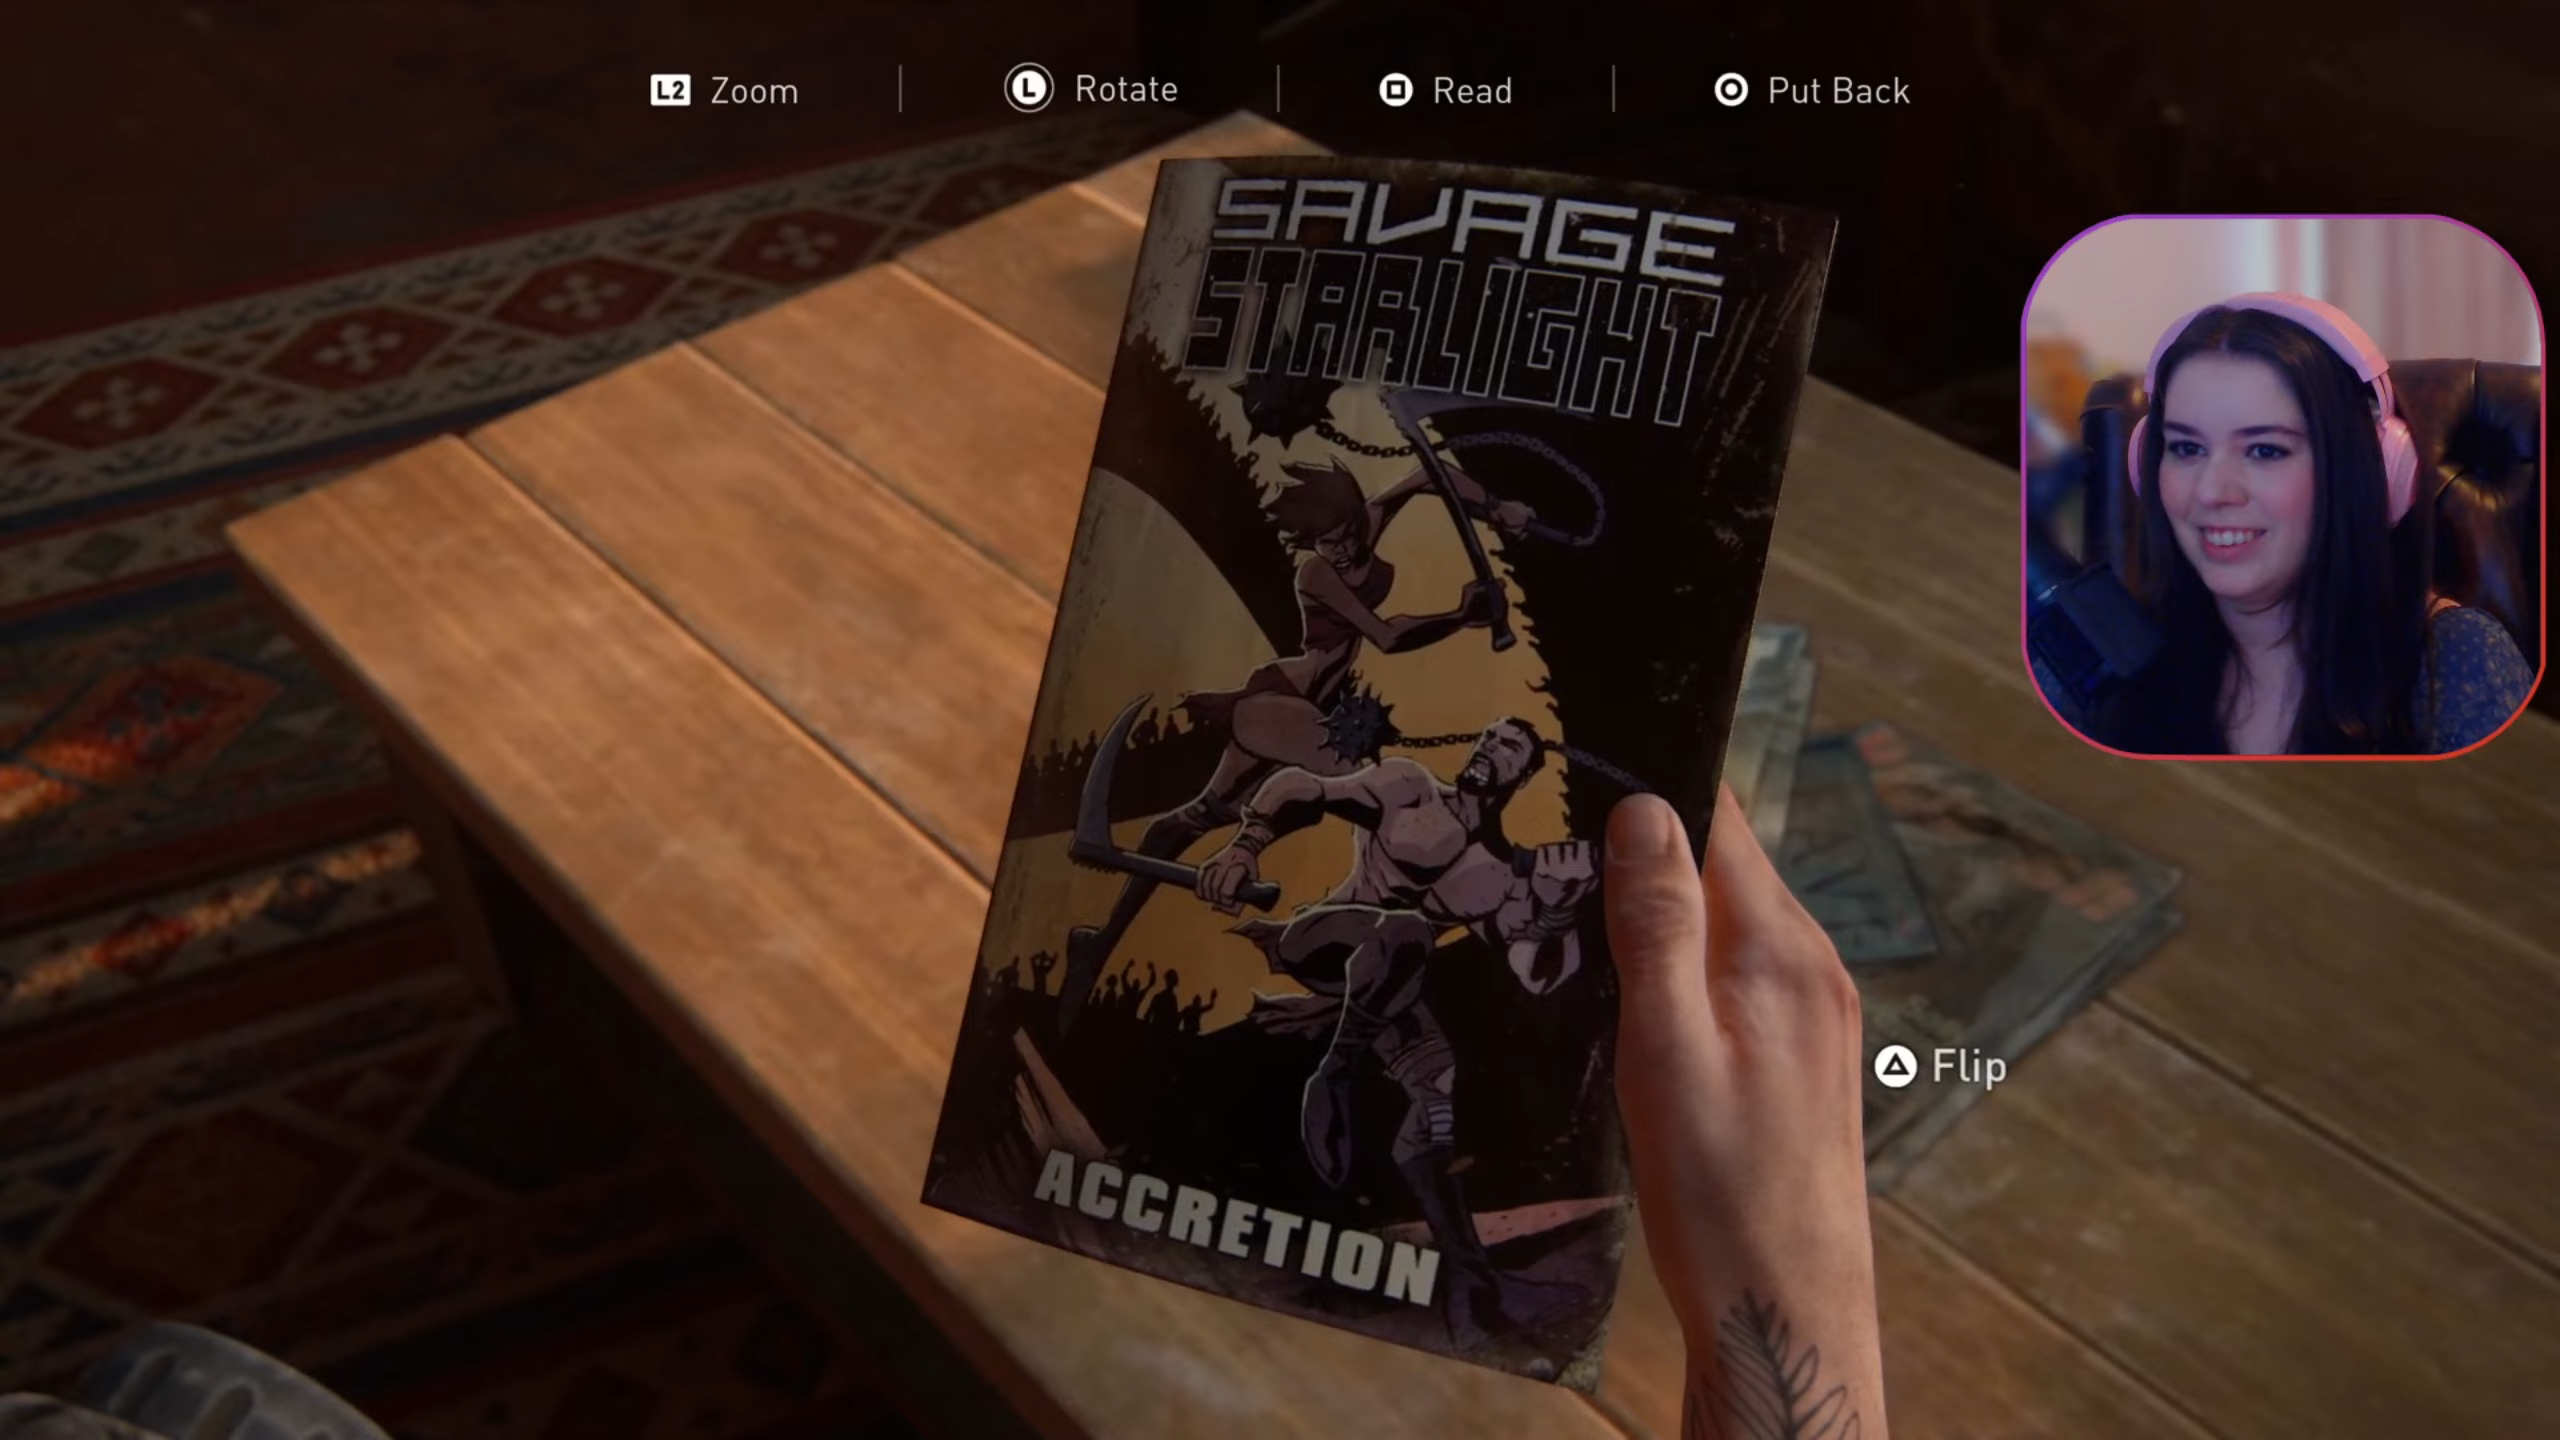 L2 Zoom
L Rotate
Read
Put Back
SAVAGE
STARLIGHT
Flip
ACCRETION